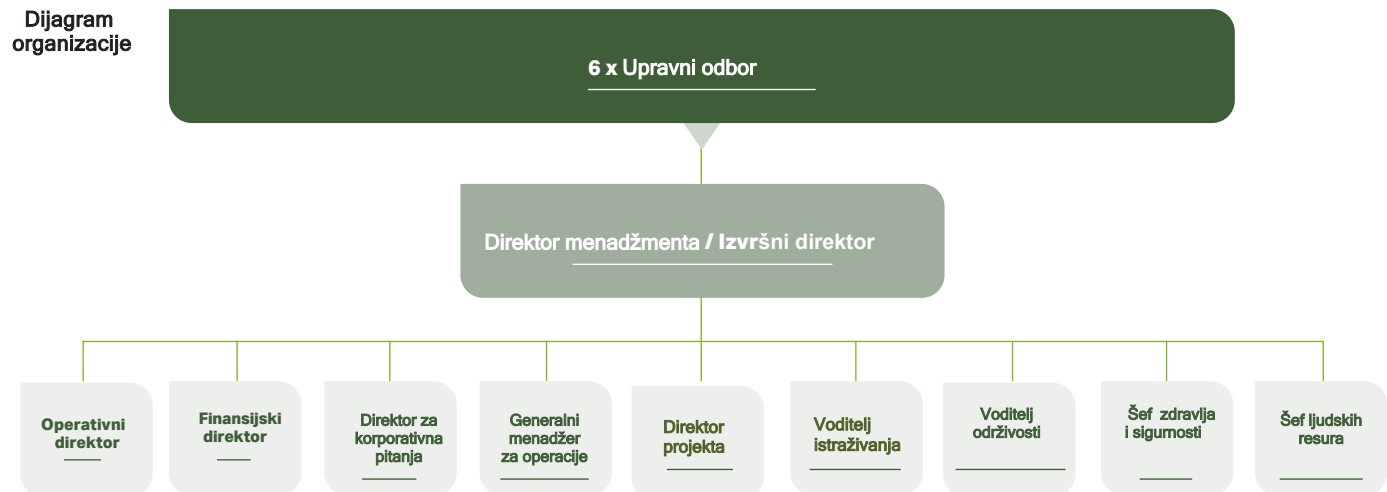 Dijagram
organizacije
6 x Upravni odbor
Direktor menadžmenta / Izvršni direktor
Operativni
direktor
Finansijski
direktor
Direktor za
korporativna
pitanja
Generalni
menadžer
za operacije
Direktor
projekta
Voditelj
istraživanja
Voditelj
održivosti
Šef zdravlja
i sigurnosti
Šef ljudskih
resura